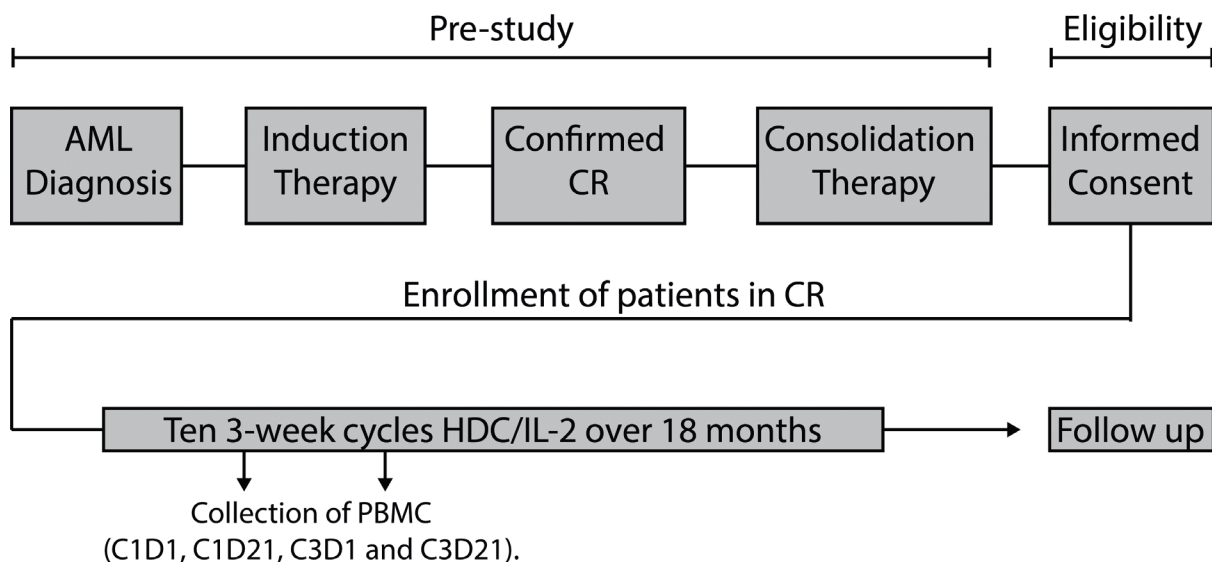 Pre-study
Eligibility
AML
Diagnosis
Induction
Therapy
Confirmed
CR
Consolidation
Therapy
Informed
Consent
Enrollment of patients in CR
Ten 3-week cycles HDC/IL-2 over 18 months
Follow up
Collection of PBMC
(C1D1, C1D21, C3D1 and C3D21).